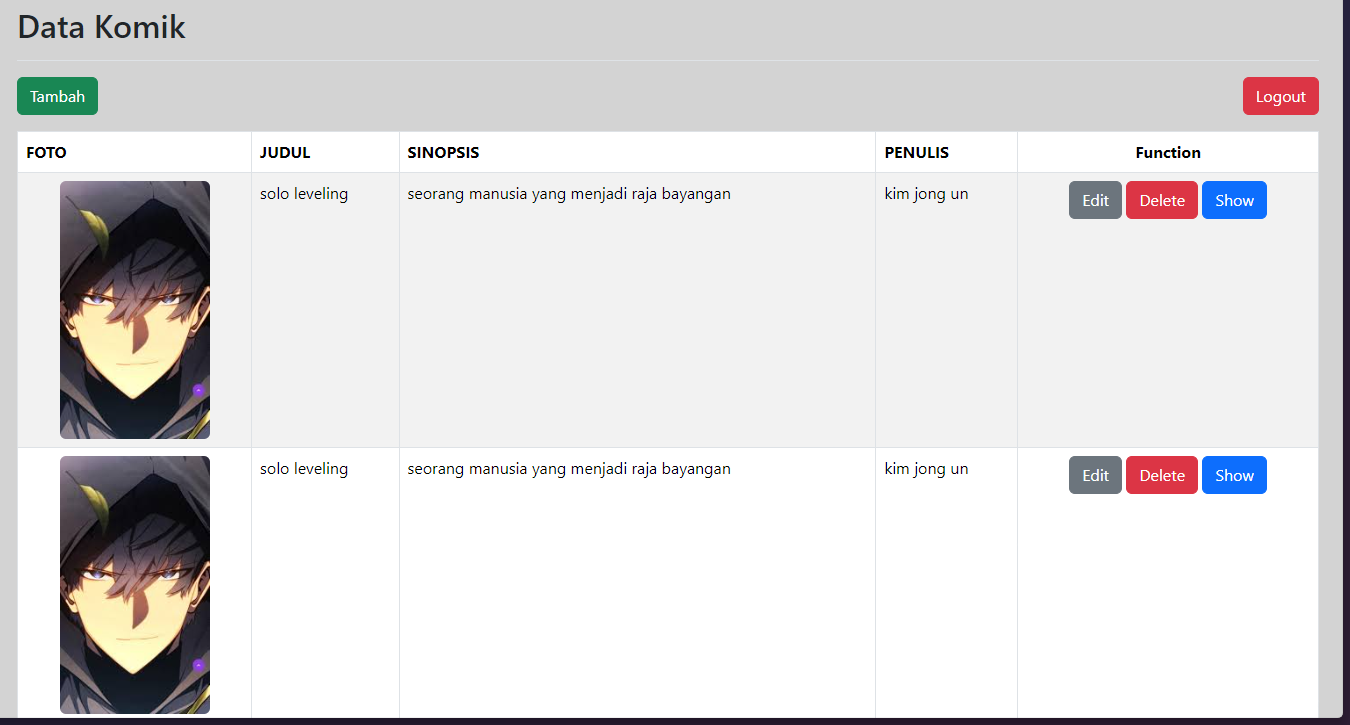 Data Komik
Tambah
Logout
FOTO JUDUL SINOPSIS PENULIS Function
solo leveling seorang manusia yang menjadi raja bayangan kim jong un Edit Delete Show
solo leveling seorang manusia yang menjadi raja bayangan kim jong un Edit Delete Show